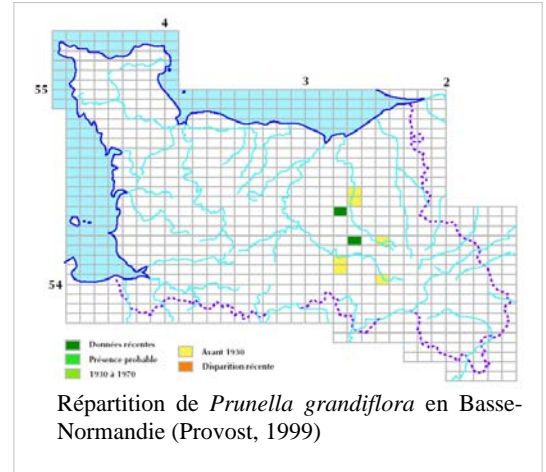 4
3
2
55
54
Données récentes
Présence probable
1930 à 1970
Avant 1930
Disparition récente
Répartition de Prunella grandiflora en Basse-
Normandie (Provost, 1999)